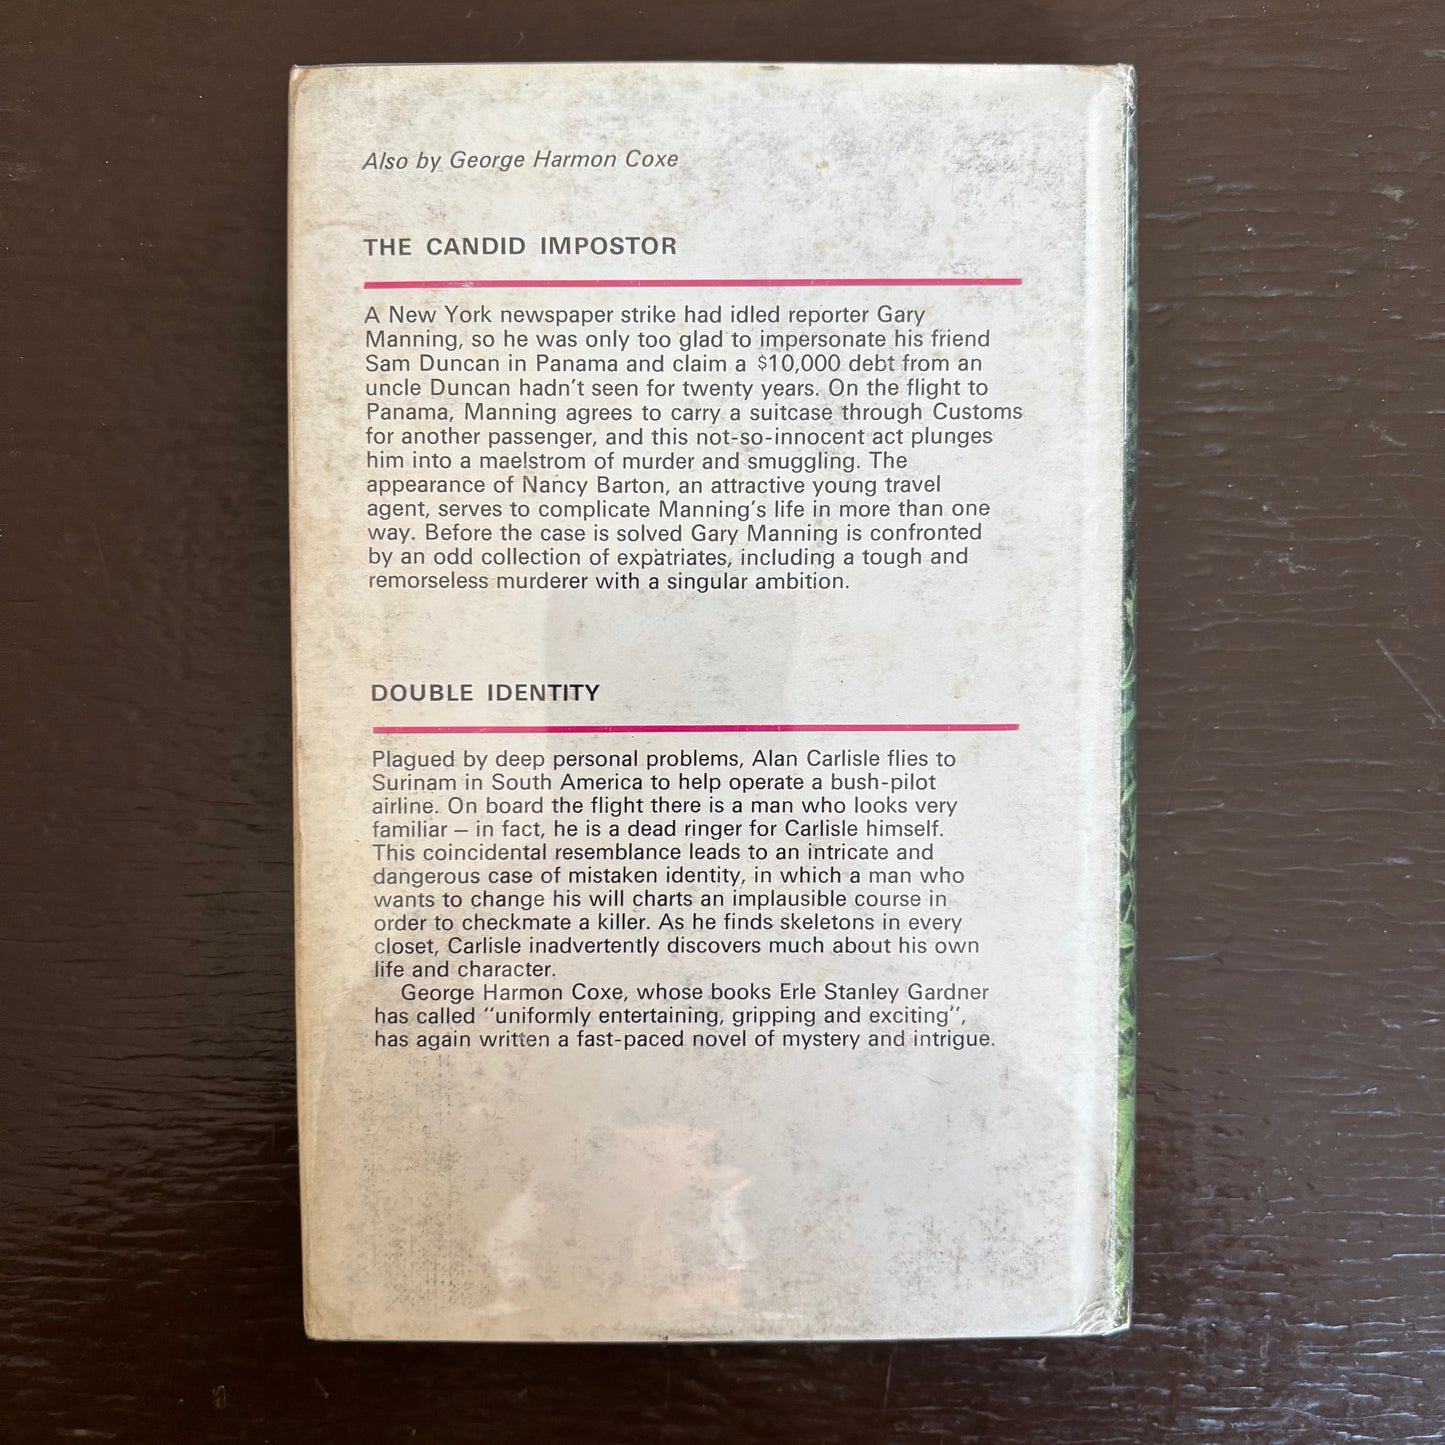 Also by George Harmon Coxe
THE CANDID IMPOSTOR
A New York newspaper strike had idled reporter Gary
Manning, so he was only too glad to impersonate his friend
Sam Duncan in Panama and claim a $10,000 debt from an
uncle Duncan hadn't seen for twenty years. On the flight to
Panama, Manning agrees to carry a suitcase through Customs
for another passenger, and this not-so-innocent act plunges
him into a maelstrom of murder and smuggling. The
appearance of Nancy Barton, an attractive young travel
agent, serves to complicate Manning's life in more than one
way. Before the case is solved Gary Manning is confronted
by an odd collection of expatriates, including a tough and
remorseless murderer with a singular ambition.
DOUBLE IDENTITY
Plagued by deep personal problems, Alan Carlisle flies to
Surinam in South America to help operate a bush-pilot
airline. On board the flight there is a man who looks very
familiar – in fact, he is a dead ringer for Carlisle himself.
This coincidental resemblance leads to an intricate and
dangerous case of mistaken identity, in which a man who
wants to change his will charts an implausible course in
order to checkmate a killer. As he finds skeletons in every
closet, Carlisle inadvertently discovers much about his own
life and character.
George Harmon Coxe, whose books Erle Stanley Gardner
has called "uniformly entertaining, gripping and exciting",
has again written a fast-paced novel of mystery and intrigue.